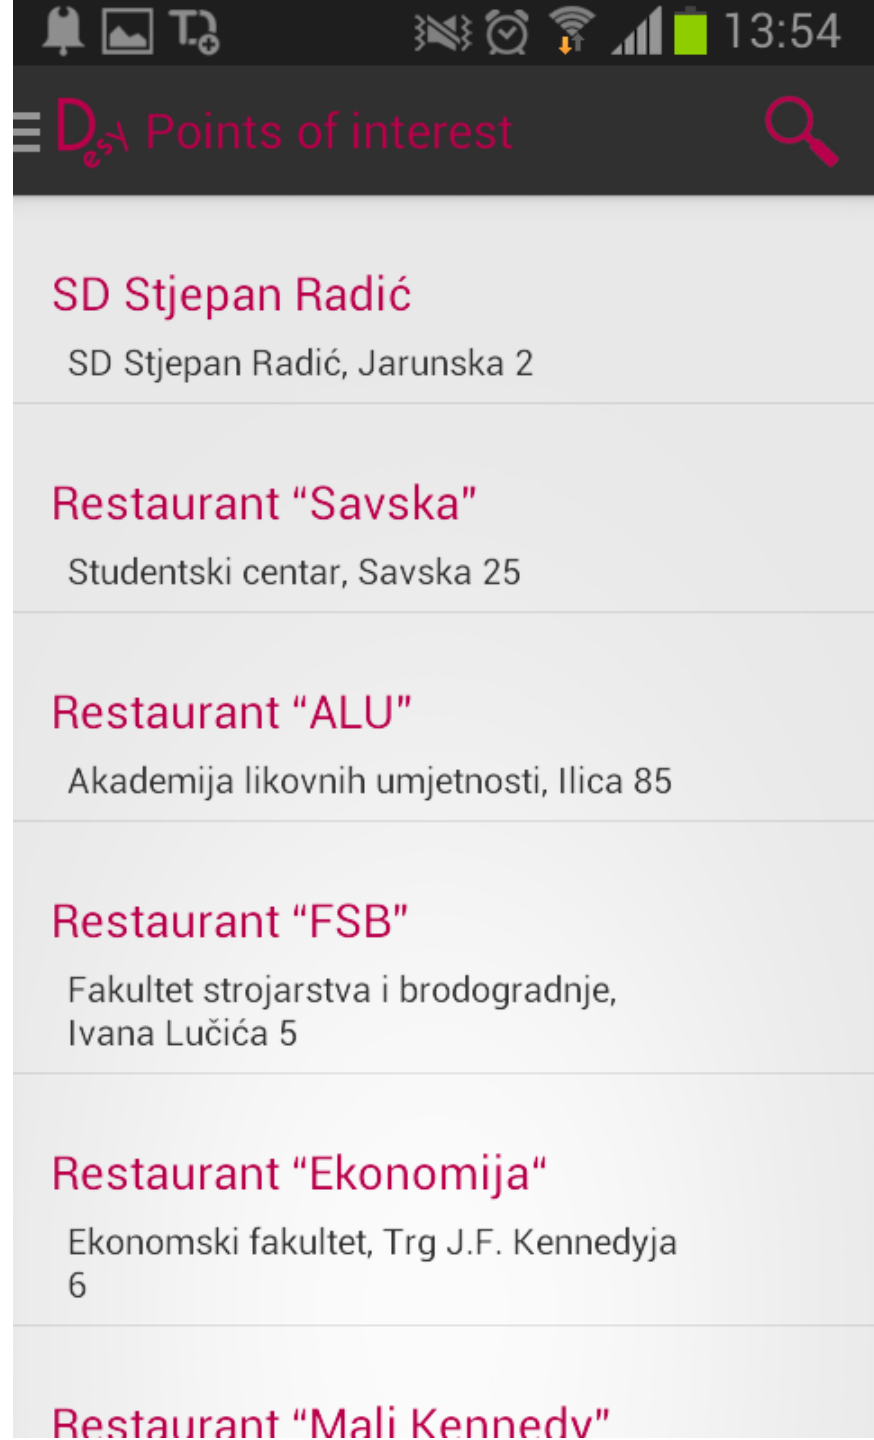 13:54
Desy Points of interest
SD Stjepan Radić
SD Stjepan Radić, Jarunska 2
Restaurant “Savska”
Studentski centar, Savska 25
Restaurant “ALU”
Akademija likovnih umjetnosti, Ilica 85
Restaurant “FSB”
Fakultet strojarstva i brodogradnje,
Ivana Lučića 5
Restaurant “Ekonomija“
Ekonomski fakultet, Trg J.F. Kennedyja
6
Restaurant “Mali Kennedy”